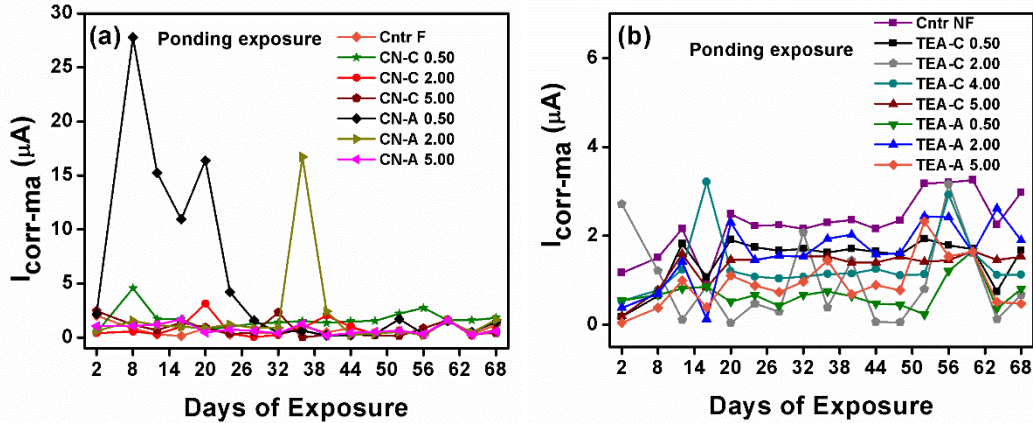 (a)
Ponding exposure
Cntr F
CN-C 0.50
CN-C 2.00
CN-C 5.00
CN-A 0.50
CN-A 2.00
CN-A 5.00
30
25
20
15
10
5
0
Icorr-ma (μA)
2 8 14 20 26 32 38 44 50 56 62 68
Days of Exposure
(b)
Ponding exposure
Cntr NF
TEA-C 0.50
TEA-C 2.00
TEA-C 4.00
TEA-C 5.00
TEA-A 0.50
TEA-A 2.00
TEA-A 5.00
6
4
2
0
Icorr-ma (μA)
2 8 14 20 26 32 38 44 50 56 62 68
Days of Exposure